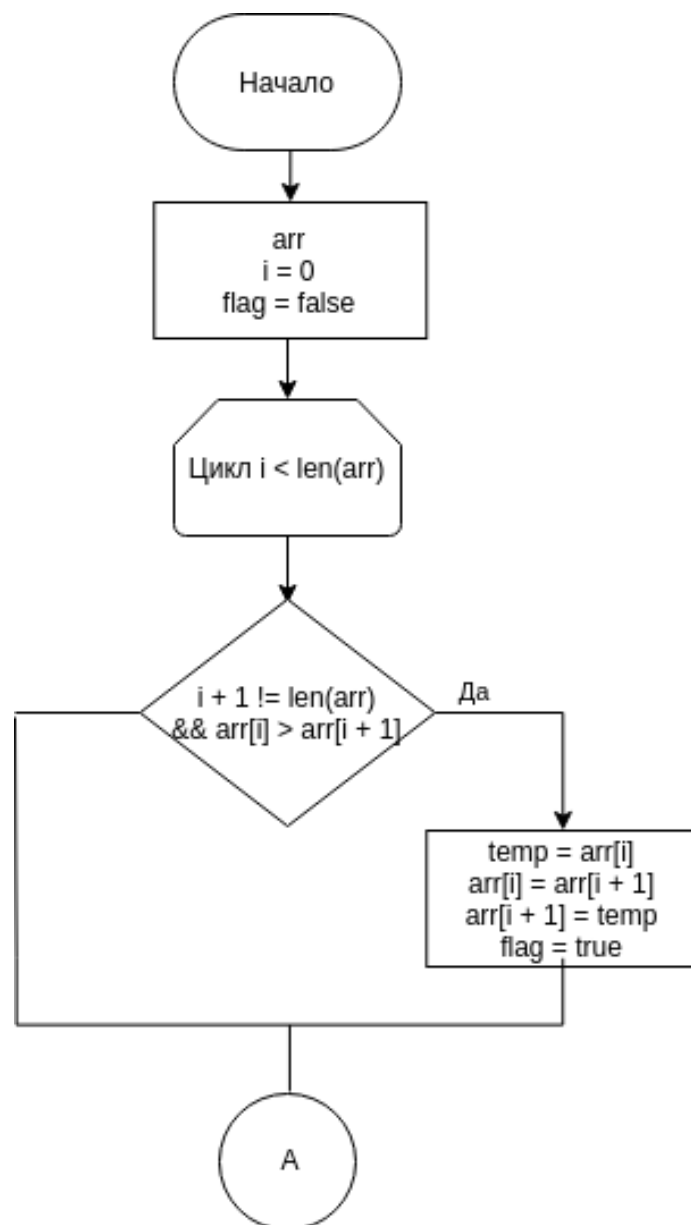 Начало
arr
i = 0
flag = false
Цикл i < len(arr)
i + 1 != len(arr)
&& arr[i] > arr[i + 1]
Да
temp = arr[i]
arr[i] = arr[i + 1]
arr[i + 1] = temp
flag = true
A